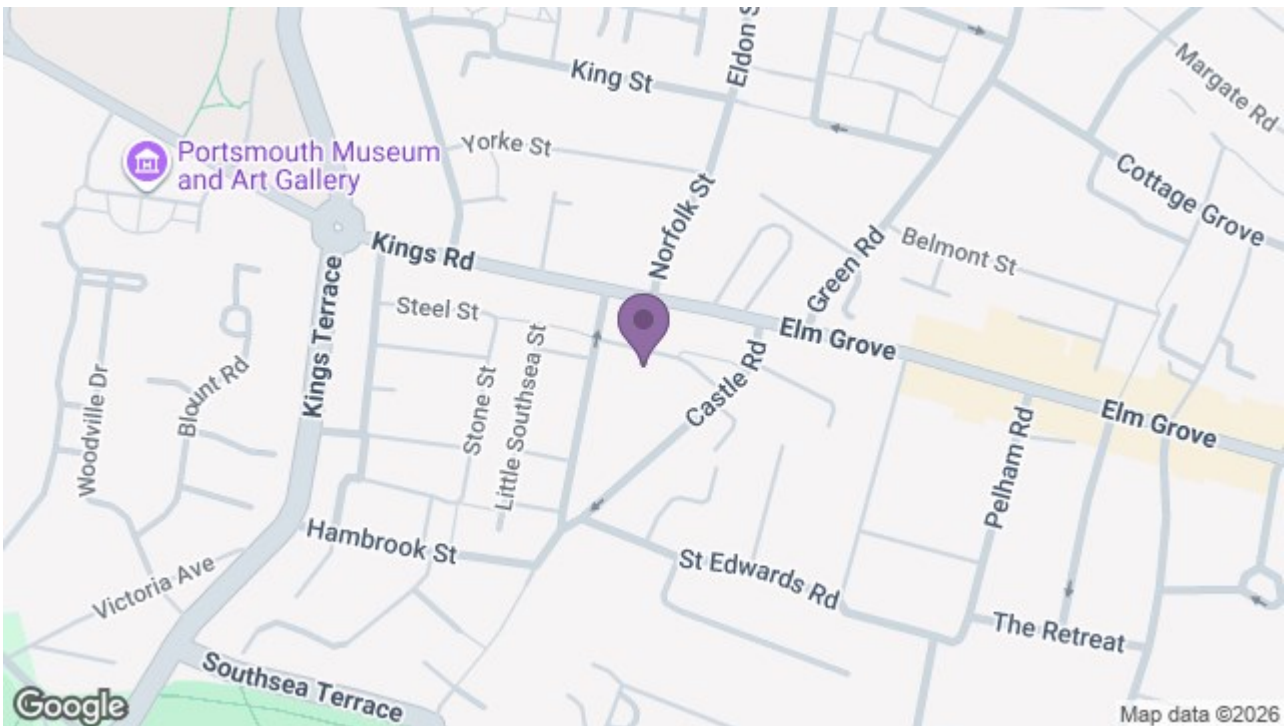 King St
Eldon S
Margate Rd
Yorke St
Portsmouth Museum
and Art Gallery
Cottage Grove
Norfolk St
Green Rd
Belmont St
Kings Rd
Kings Terrace
Steel St
Elm Grove
Little Southsea St
Stone St
Castle Rd
Woodville Dr
Blount Rd
Elm Grove
Pelham Rd
Hambrook St
St Edwards Rd
Victoria Ave
The Retreat
Southsea Terrace
Google
Map data ©2026